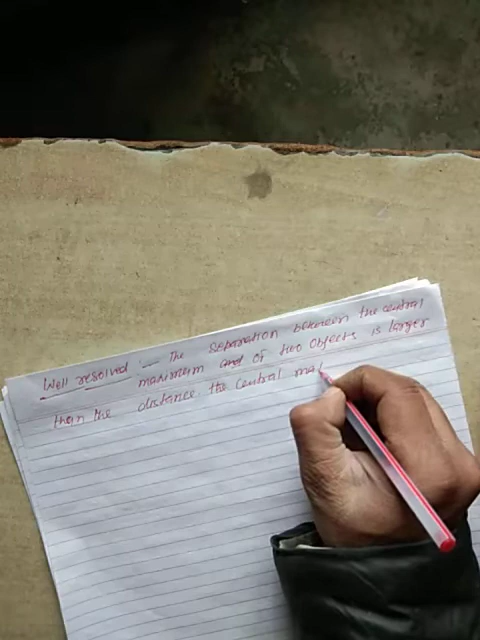 Well resolved :— The separation between the central
maximum and of two objects is larger
than the distance the central ma